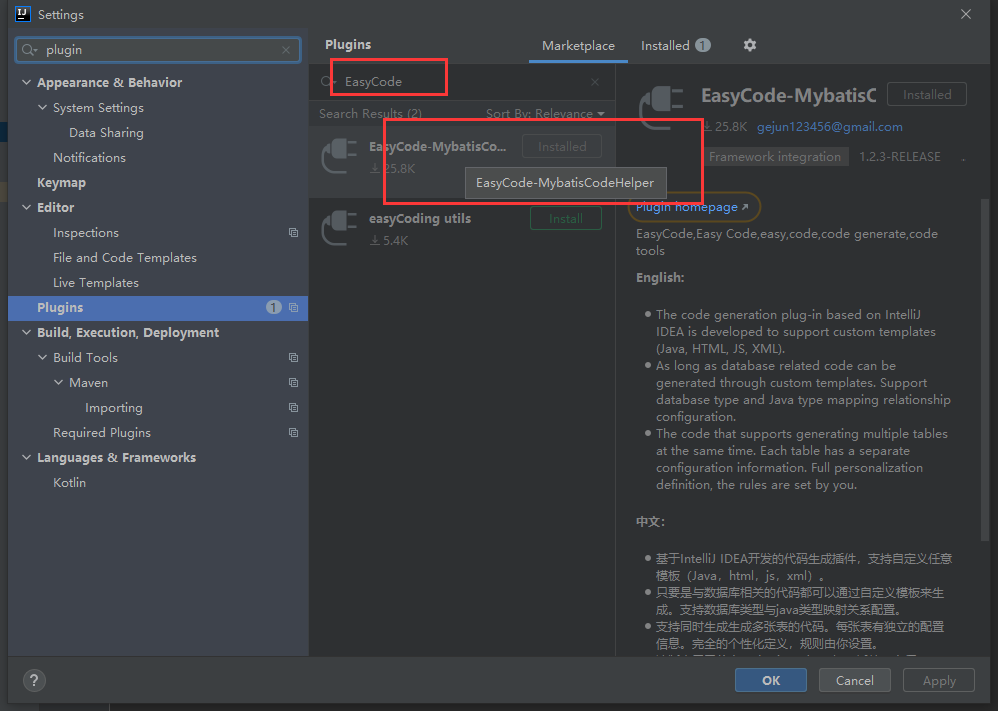 Settings
plugin
Appearance & Behavior
System Settings
Data Sharing
Notifications
Keymap
Editor
Inspections
File and Code Templates
Live Templates
Plugins 1
Build, Execution, Deployment
Build Tools
Maven
Importing
Required Plugins
Languages & Frameworks
Kotlin
Plugins
Marketplace
Installed 1
EasyCode
Search Results (2)
Sort By: Relevance
EasyCode-MybatisCo...
Installed
25.8K
EasyCode-MybatisCodeHelper
easyCoding utils
Install
5.4K
EasyCode-MybatisC
Installed
25.8K gejun123456@gmail.com
Framework integration 1.2.3-RELEASE
Plugin homepage ↗
EasyCode,Easy Code,easy,code,code generate,code
tools
English:
The code generation plug-in based on IntelliJ
IDEA is developed to support custom templates
(Java, HTML, JS, XML).
As long as database related code can be
generated through custom templates. Support
database type and Java type mapping relationship
configuration.
The code that supports generating multiple tables
at the same time. Each table has a separate
configuration information. Full personalization
definition, the rules are set by you.
中文:
基于IntelliJ IDEA开发的代码生成插件，支持自定义任意
模板（Java，html，js，xml）。
只要是与数据库相关的代码都可以通过自定义模板来生
成。支持数据库类型与java类型映射关系配置。
支持同时生成生成多张表的代码。每张表有独立的配置
信息。完全的个性化定义，规则由你设置。
?
OK
Cancel
Apply